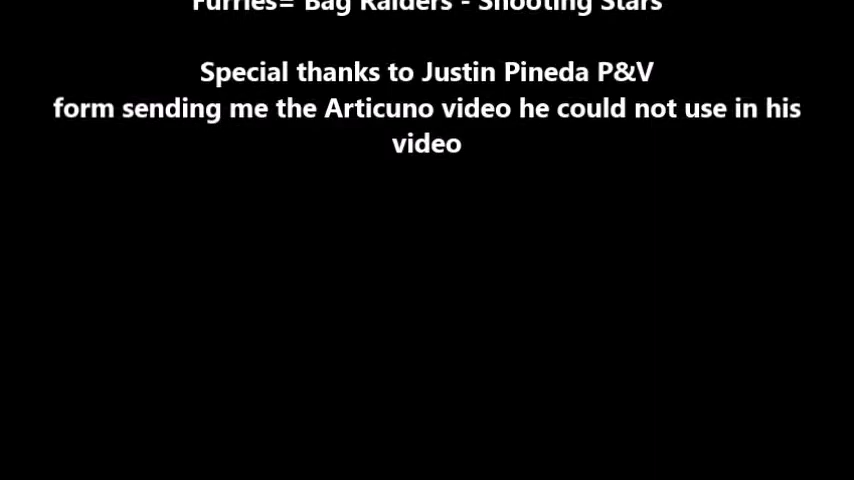 Furries= Bag Raiders - Shooting Stars
Special thanks to Justin Pineda P&V
form sending me the Articuno video he could not use in his
video